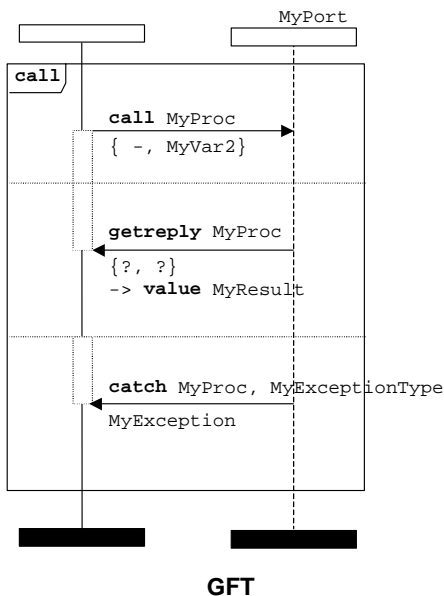 MyPort
call
call MyProc
{ -, MyVar2}
getreply MyProc
{?, ?}
-> value MyResult
catch MyProc, MyExceptionType
MyException
GFT